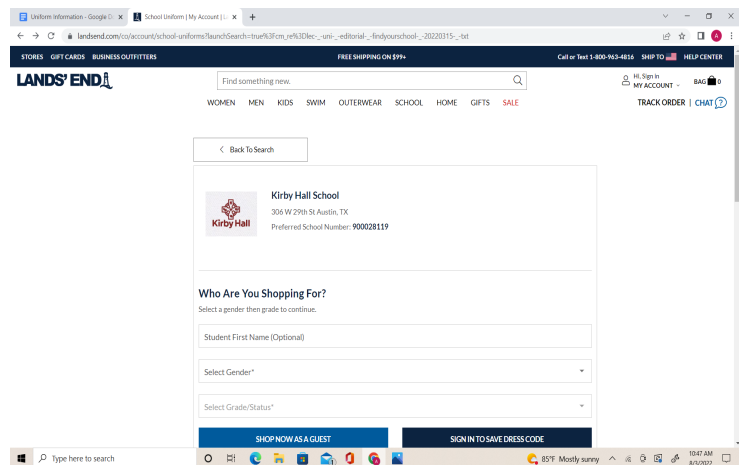 Uniform Information - Google D
School Uniform | My Account | L
landsend.com/co/account/school-uniforms?launchSearch=true%3Fcm_re%3Dlec-_-uni-_-editorial-_-findyourschool-_-20220315-_-txt
STORES GIFT CARDS BUSINESS OUTFITTERS
FREE SHIPPING ON $99+
Call or Text 1-800-963-4816 SHIP TO HELP CENTER
LANDS' END
Find something new.
Hi, Sign in
MY ACCOUNT
BAG 0
WOMEN MEN KIDS SWIM OUTERWEAR SCHOOL HOME GIFTS SALE
TRACK ORDER | CHAT ?
< Back To Search
Kirby Hall
Kirby Hall School
306 W 29th St Austin, TX
Preferred School Number: 900028119
Who Are You Shopping For?
Select a gender then grade to continue.
Student First Name (Optional)
Select Gender*
Select Grade/Status*
SHOP NOW AS A GUEST
SIGN IN TO SAVE DRESS CODE
Type here to search
85°F Mostly sunny
10:47 AM
8/3/2022